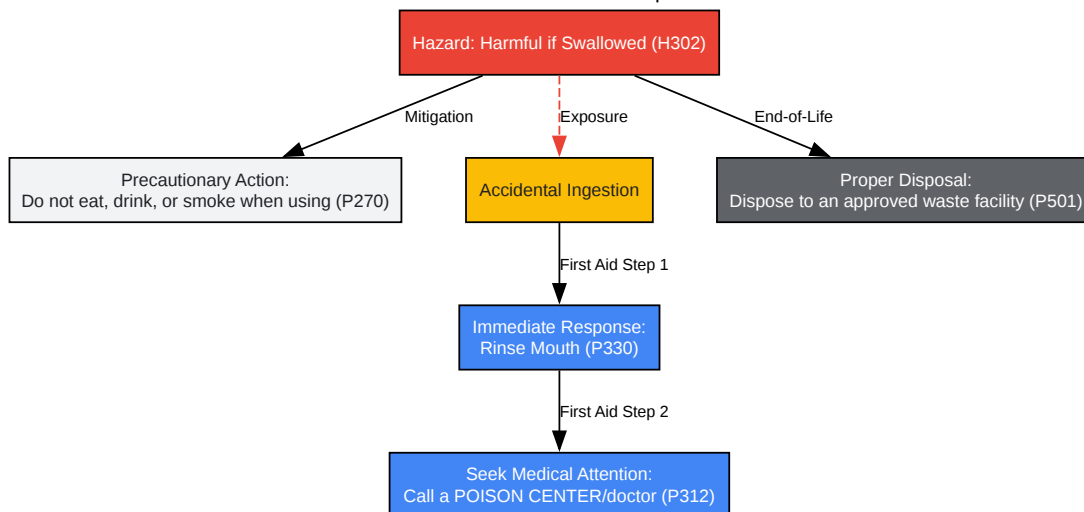 Hazard: Harmful if Swallowed (H302)
Mitigation
Exposure
End-of-Life
Precautionary Action:
Do not eat, drink, or smoke when using (P270)
Accidental Ingestion
Proper Disposal:
Dispose to an approved waste facility (P501)
First Aid Step 1
Immediate Response:
Rinse Mouth (P330)
First Aid Step 2
Seek Medical Attention:
Call a POISON CENTER/doctor (P312)